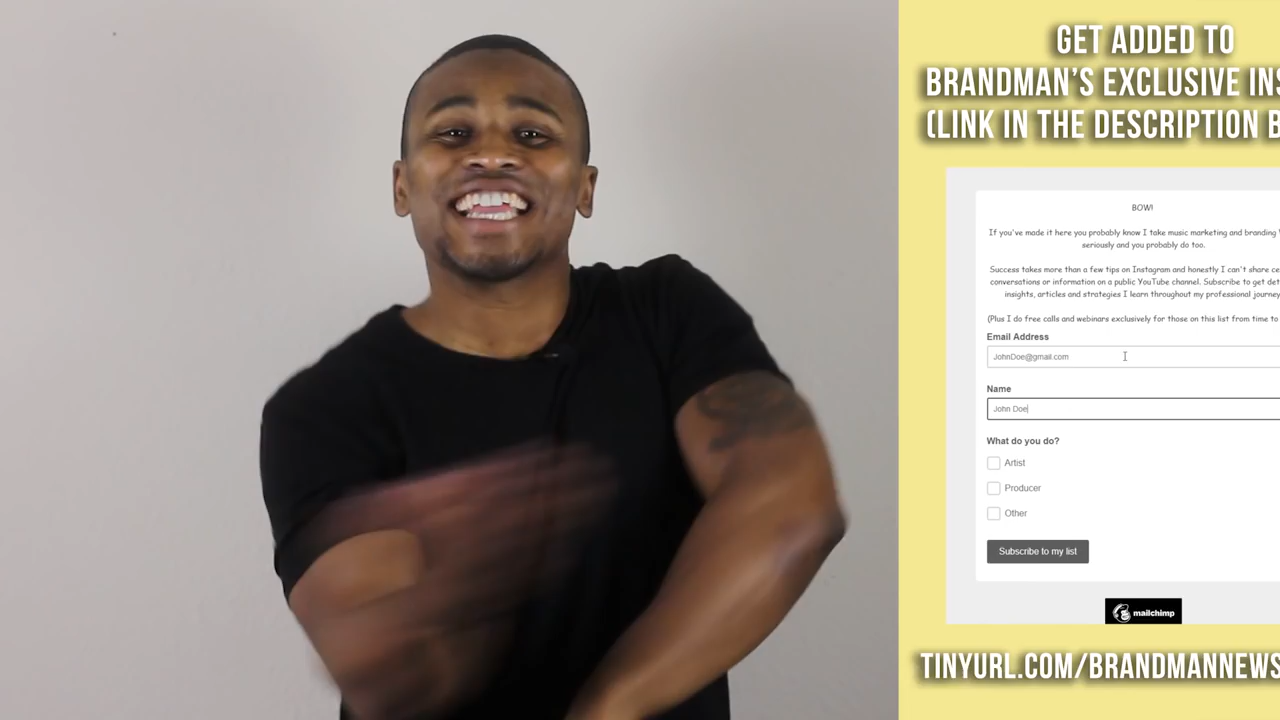 GET ADDED TO
BRANDMAN'S EXCLUSIVE INS
(LINK IN THE DESCRIPTION B
BOW!
If you've made it here you probably know I take music marketing and branding
seriously and you probably do too.
Success takes more than a few tips on Instagram and honestly I can't share ce
conversations or information on a public YouTube channel. Subscribe to get det
insights, articles and strategies I learn throughout my professional journe
(Plus I do free calls and webinars exclusively for those on this list from time to
Email Address
JohnDoe@gmail.com
Name
John Doe
What do you do?
Artist
Producer
Other
Subscribe to my list
mailchimp
TINYURL.COM/BRANDMANNEWS